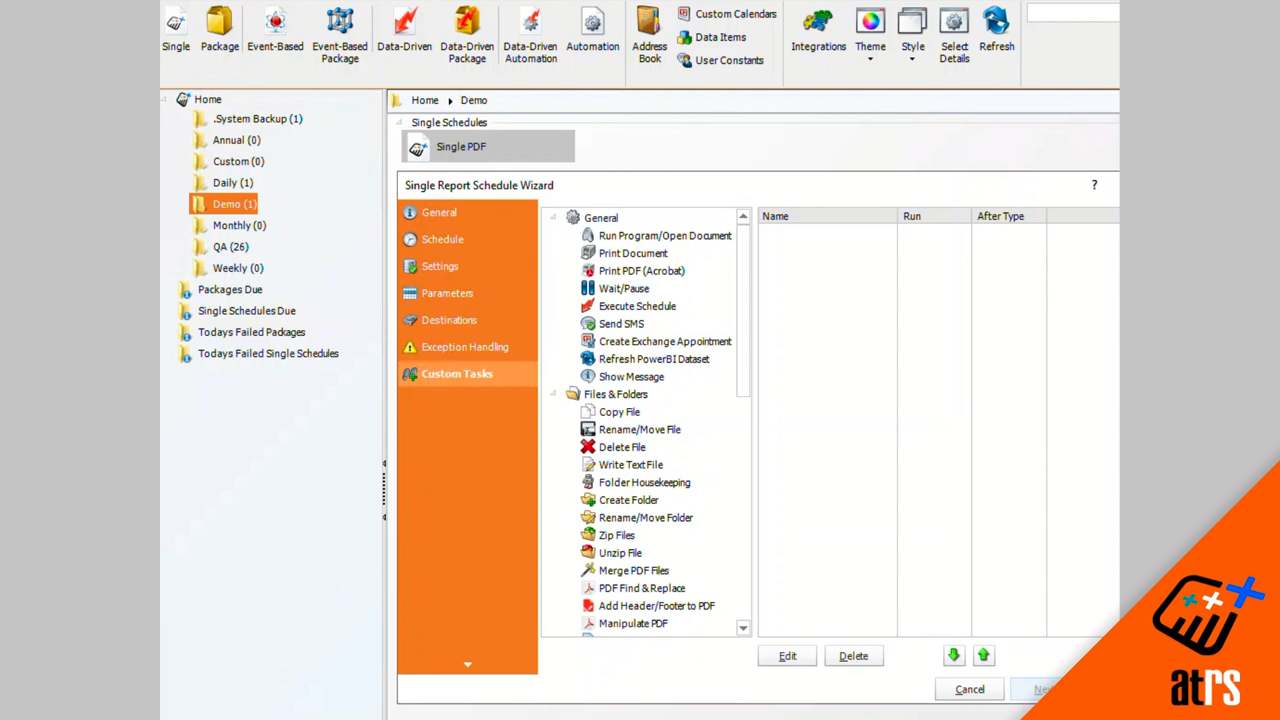 Single
Package
Event-Based
Event-Based
Package
Data-Driven
Data-Driven
Package
Data-Driven
Automation
Automation
Address
Book
Custom Calendars
Data Items
User Constants
Integrations
Theme
Style
Select
Details
Refresh
Home
.System Backup (1)
Annual (0)
Custom (0)
Daily (1)
Demo (1)
Monthly (0)
QA (26)
Weekly (0)
Packages Due
Single Schedules Due
Todays Failed Packages
Todays Failed Single Schedules
Home Demo
Single Schedules
Single PDF
Single Report Schedule Wizard ?
General
Schedule
Settings
Parameters
Destinations
Exception Handling
Custom Tasks
General
Run Program/Open Document
Print Document
Print PDF (Acrobat)
Wait/Pause
Execute Schedule
Send SMS
Create Exchange Appointment
Refresh PowerBI Dataset
Show Message
Files & Folders
Copy File
Rename/Move File
Delete File
Write Text File
Folder Housekeeping
Create Folder
Rename/Move Folder
Zip Files
Unzip File
Merge PDF Files
PDF Find & Replace
Add Header/Footer to PDF
Manipulate PDF
Name Run After Type
Edit Delete
Cancel
atrs